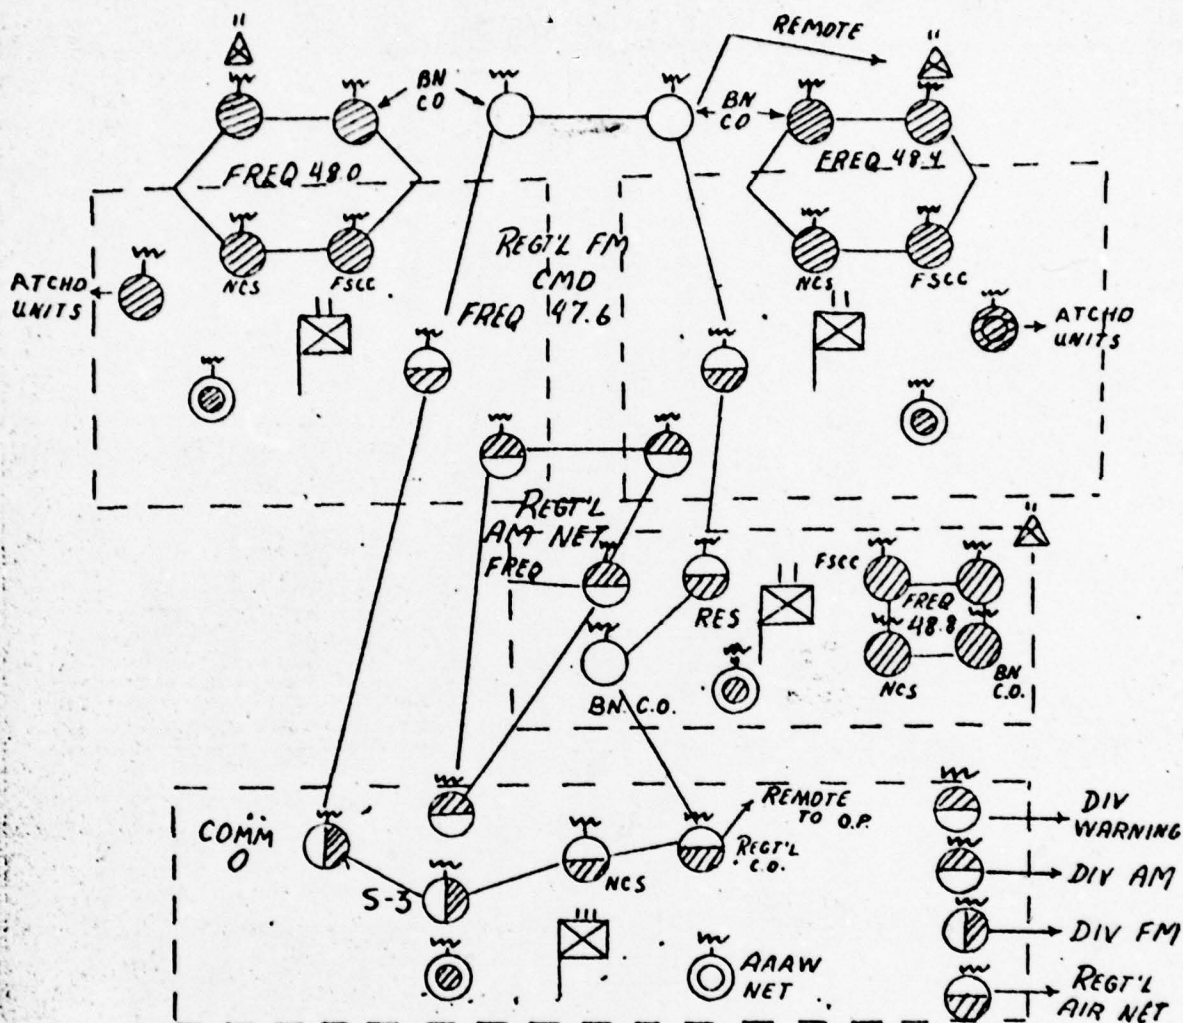 REMOTE
BN
CO
BN
CO
FREQ 48.0
FREQ 48.4
NCS
FSCC
NCS
FSCC
ATCHD
UNITS
ATCHD
UNITS
REGT'L FM
CMD
FREQ 47.6
REGT'L
AM NET
FREQ
RES
BN. C.O.
FSCC
FREQ
48.8
NCS
BN
C.O.
COMM
O
S-3
NCS
REGT'L
C.O.
REMOTE
TO O.P.
AAAW
NET
DIV
WARNING
DIV AM
DIV FM
REGT'L
AIR NET